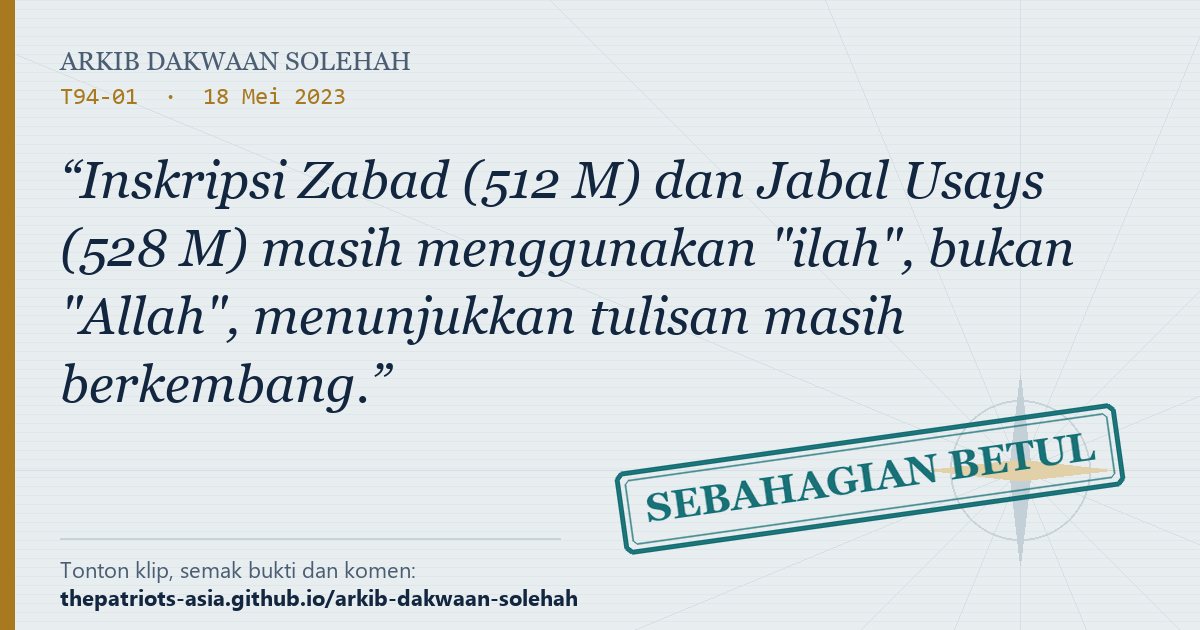 ARKIB DAKWAAN SOLEHAH
T94-01 · 18 Mei 2023
“Inskripsi Zabad (512 M) dan Jabal Usays
(528 M) masih menggunakan "ilah", bukan
"Allah", menunjukkan tulisan masih
berkembang.”
SEBAHAGIAN BETUL
Tonton klip, semak bukti dan komen:
thepatriots-asia.github.io/arkib-dakwaan-solehah